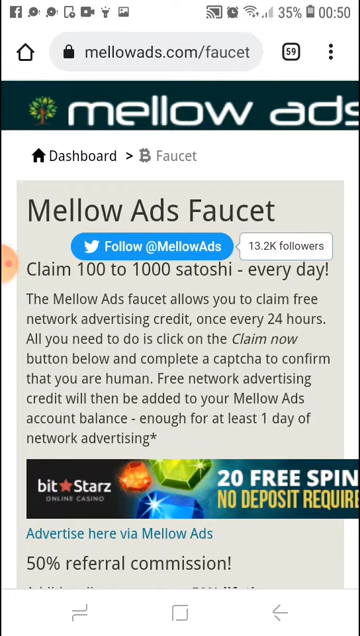 35% 00:50
mellowads.com/faucet
59
mellow ads
Dashboard > Faucet
Mellow Ads Faucet
Follow @MellowAds
13.2K followers
Claim 100 to 1000 satoshi - every day!
The Mellow Ads faucet allows you to claim free
network advertising credit, once every 24 hours.
All you need to do is click on the Claim now
button below and complete a captcha to confirm
that you are human. Free network advertising
credit will then be added to your Mellow Ads
account balance - enough for at least 1 day of
network advertising*
bitStarz
ONLINE CASINO
20 FREE SPIN
NO DEPOSIT REQUIRE
Advertise here via Mellow Ads
50% referral commission!